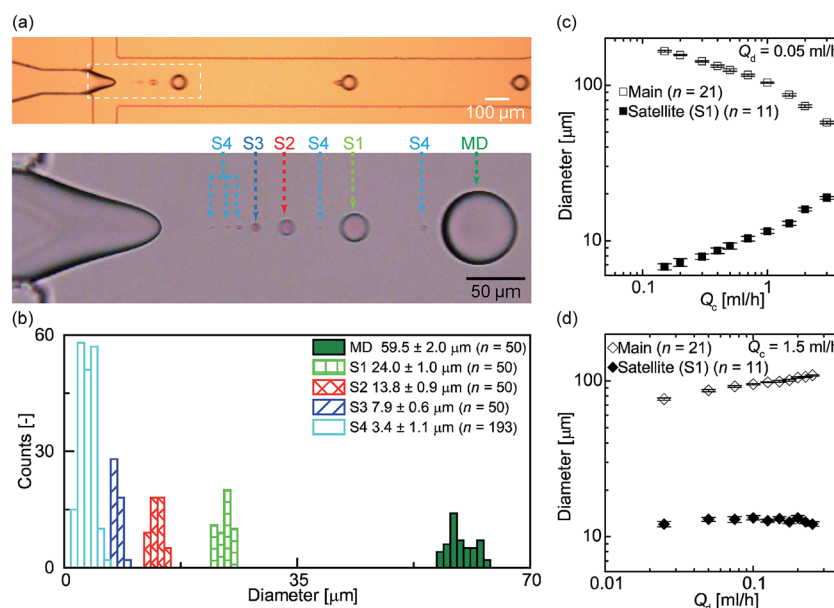 (a)
100 μm
S4 S3 S2 S4 S1 S4 MD
50 μm
(b)
60
30
0
Counts [-]
MD 59.5 ± 2.0 μm (n = 50)
S1 24.0 ± 1.0 μm (n = 50)
S2 13.8 ± 0.9 μm (n = 50)
S3 7.9 ± 0.6 μm (n = 50)
S4 3.4 ± 1.1 μm (n = 193)
0 35 70
Diameter [μm]
(c)
Qd = 0.05 ml/h
Main (n = 21)
Satellite (S1) (n = 11)
100
10
Diameter [μm]
0.1 1
Qc [ml/h]
(d)
Qc = 1.5 ml/h
Main (n = 21)
Satellite (S1) (n = 11)
100
10
Diameter [μm]
0.01 0.1
Qd [ml/h]